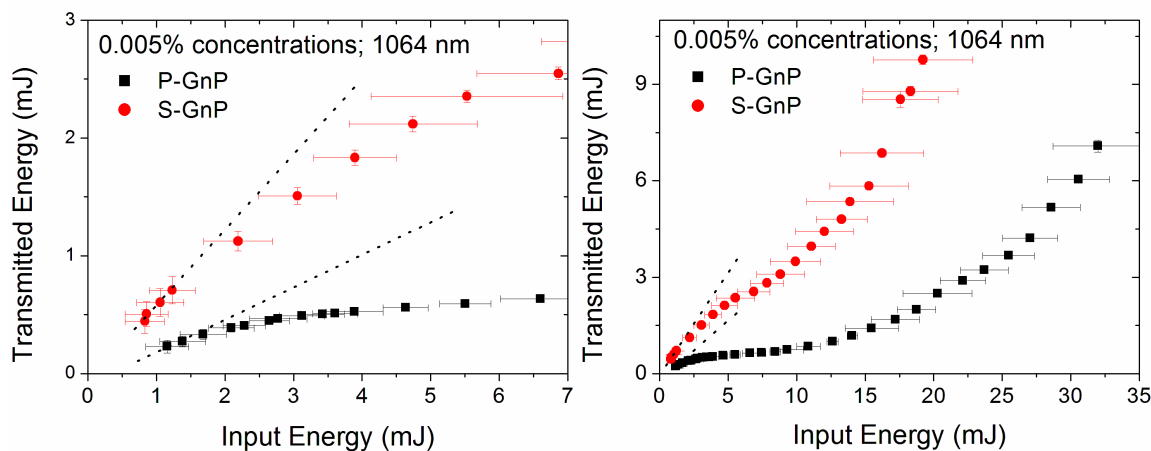 0.005% concentrations; 1064 nm
P-GnP
S-GnP
Transmitted Energy (mJ)
3
2
1
0
0 1 2 3 4 5 6 7
Input Energy (mJ)
0.005% concentrations; 1064 nm
P-GnP
S-GnP
Transmitted Energy (mJ)
9
6
3
0
0 5 10 15 20 25 30 35
Input Energy (mJ)